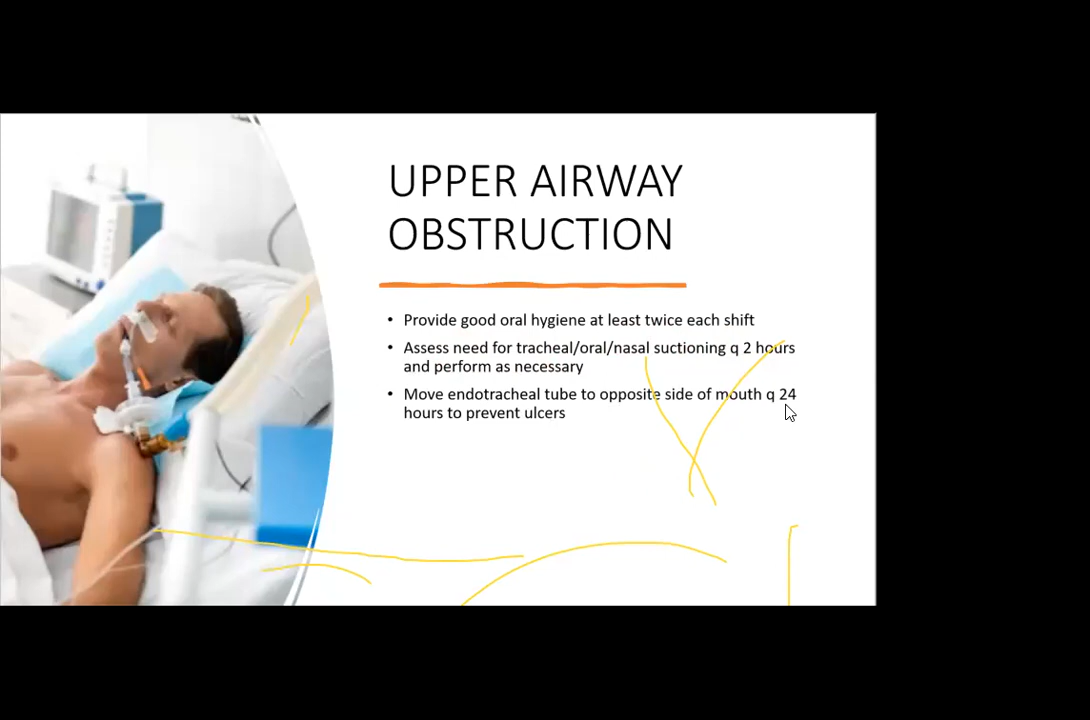 UPPER AIRWAY
OBSTRUCTION
• Provide good oral hygiene at least twice each shift
• Assess need for tracheal/oral/nasal suctioning q 2 hours
and perform as necessary
• Move endotracheal tube to opposite side of mouth q 24
hours to prevent ulcers